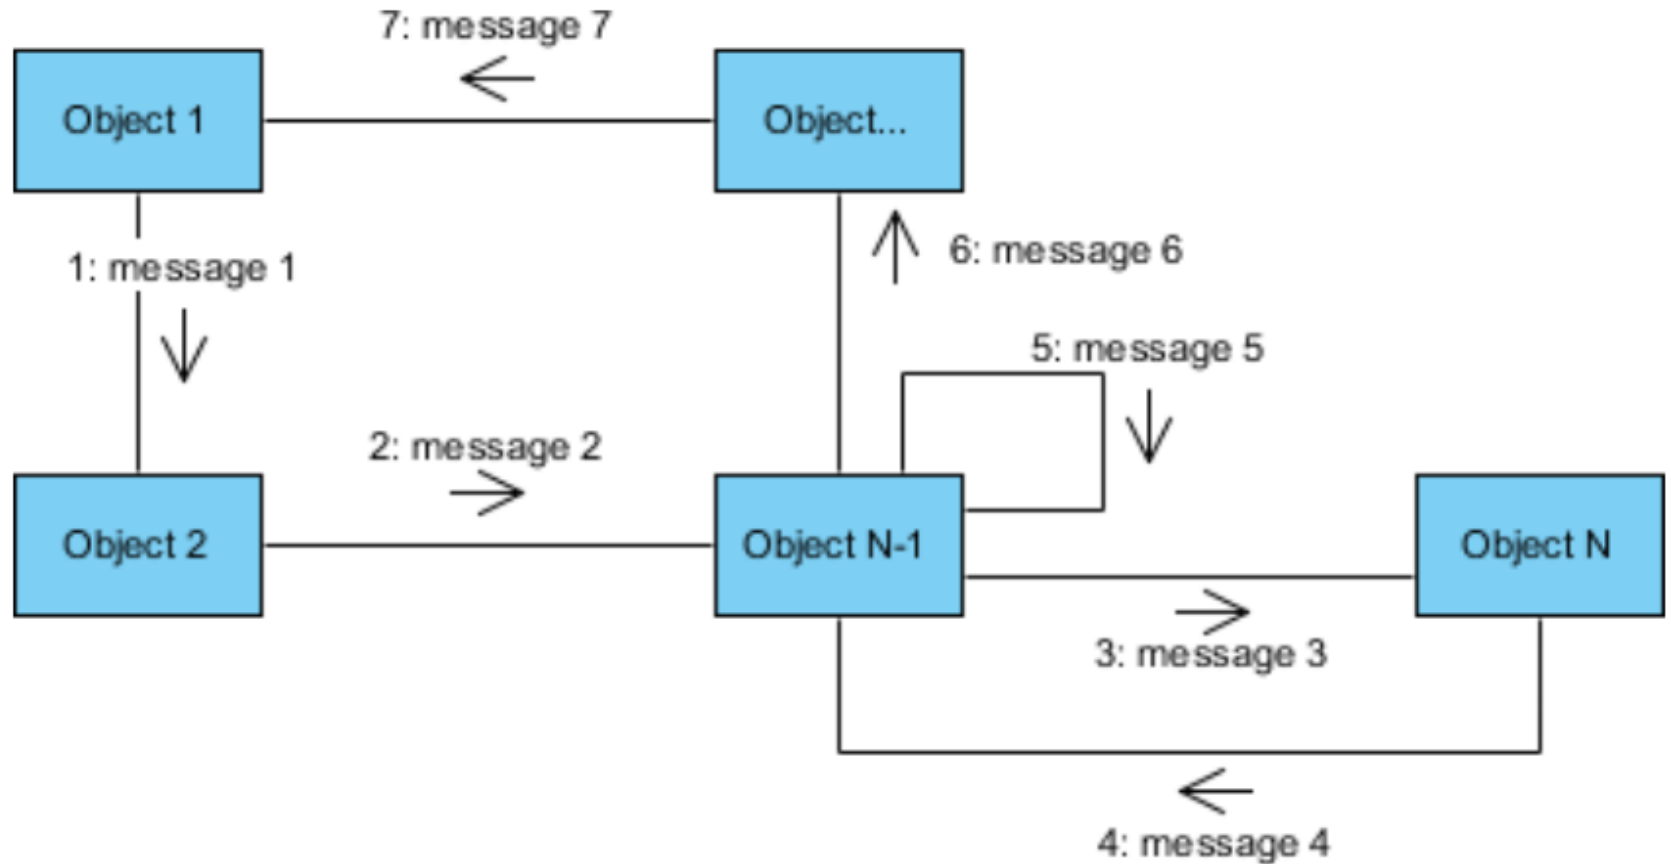 7: message 7
Object 1
Object...
1: message 1
6: message 6
5: message 5
2: message 2
Object 2
Object N-1
Object N
3: message 3
4: message 4